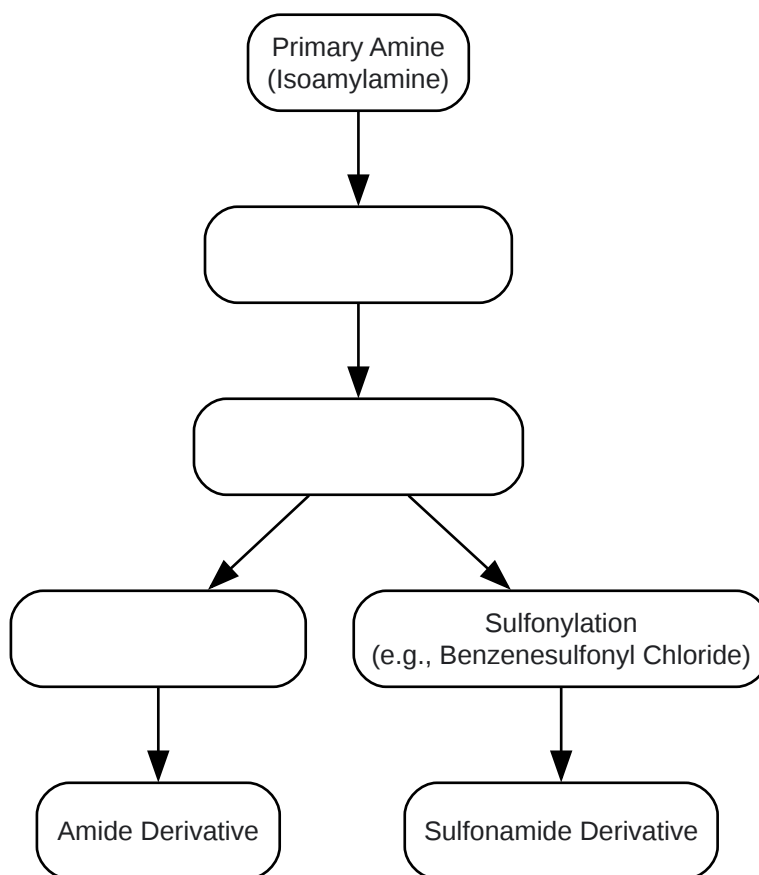 Primary Amine
(Isoamylamine)
Sulfonylation
(e.g., Benzenesulfonyl Chloride)
Amide Derivative
Sulfonamide Derivative